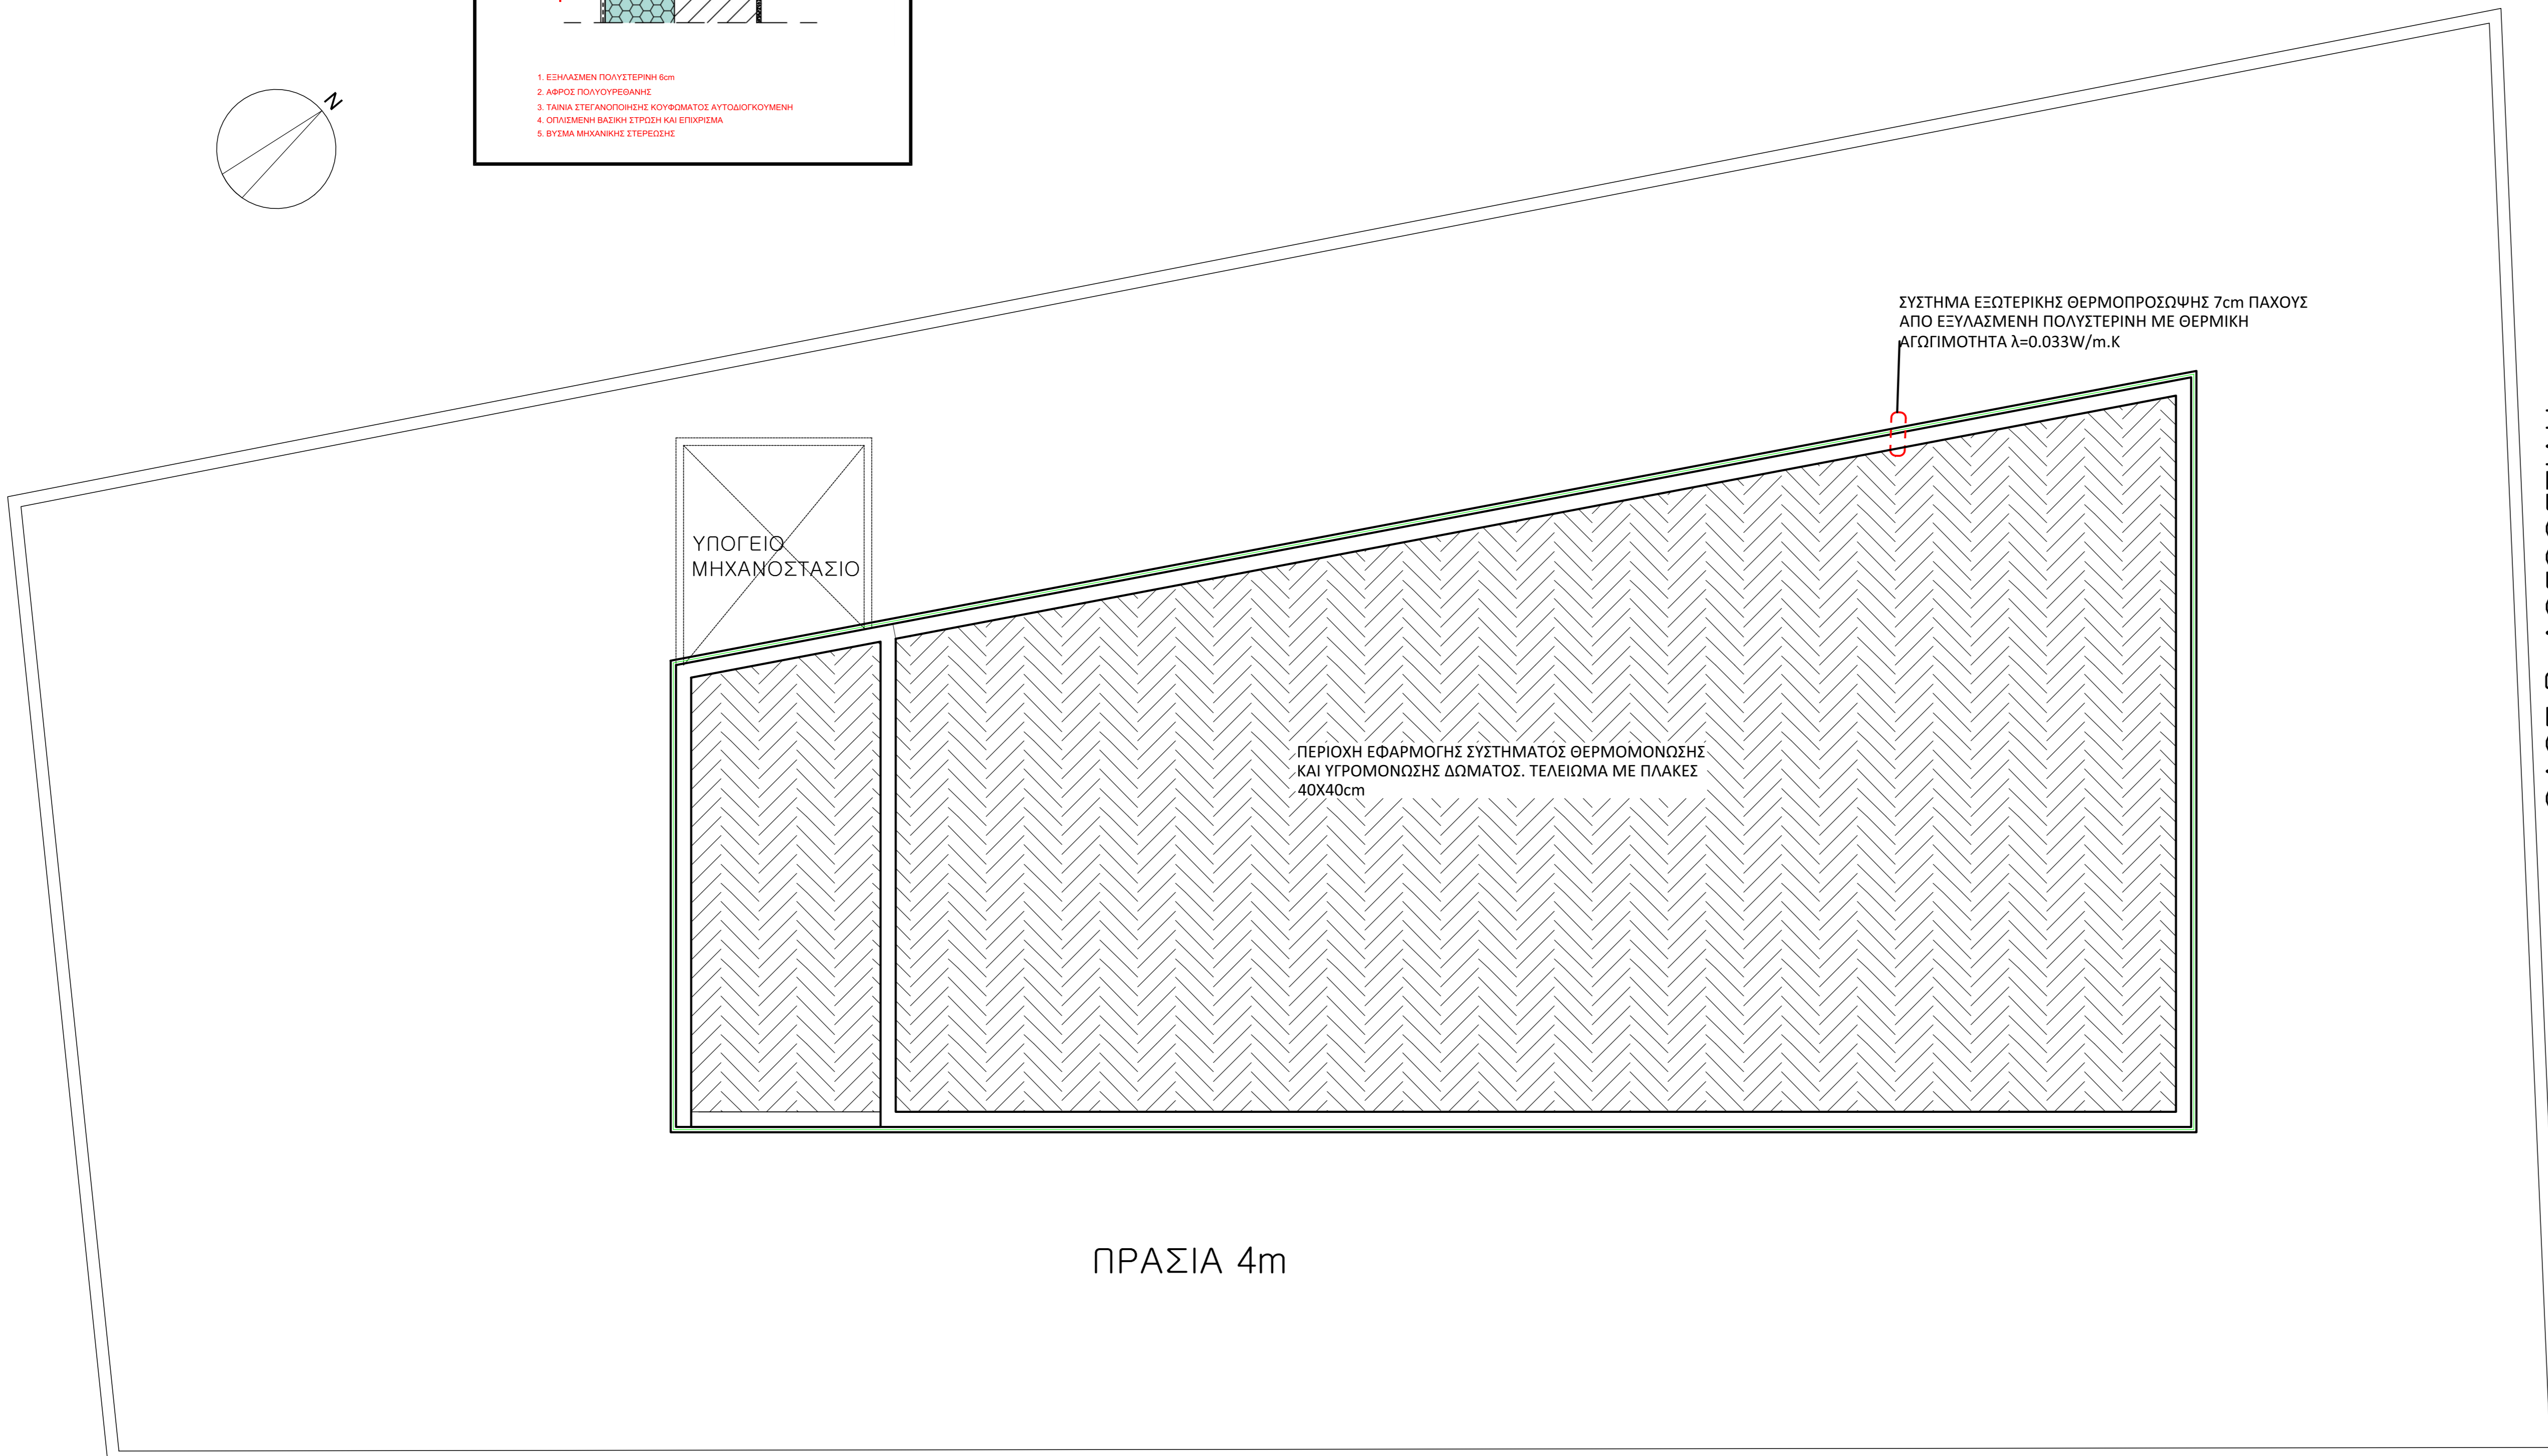 1. ΕΞΗΛΑΣΜΕΝ ΠΟΛΥΣΤΕΡΙΝΗ 6cm
2. ΑΦΡΟΣ ΠΟΛΥΟΥΡΕΘΑΝΗΣ
3. ΤΑΙΝΙΑ ΣΤΕΓΑΝΟΠΟΙΗΣΗΣ ΚΟΥΦΩΜΑΤΟΣ ΑΥΤΟΔΙΟΓΚΟΥΜΕΝΗ
4. ΟΠΛΙΣΜΕΝΗ ΒΑΣΙΚΗ ΣΤΡΩΣΗ ΚΑΙ ΕΠΙΧΡΙΣΜΑ
5. ΒΥΣΜΑ ΜΗΧΑΝΙΚΗΣ ΣΤΕΡΕΩΣΗΣ
N
ΣΥΣΤΗΜΑ ΕΞΩΤΕΡΙΚΗΣ ΘΕΡΜΟΠΡΟΣΩΨΗΣ 7cm ΠΑΧΟΥΣ
ΑΠΟ ΕΞΥΛΑΣΜΕΝΗ ΠΟΛΥΣΤΕΡΙΝΗ ΜΕ ΘΕΡΜΙΚΗ
ΑΓΩΓΙΜΟΤΗΤΑ λ=0.033W/m.K
ΥΠΟΓΕΙΟ
ΜΗΧΑΝΟΣΤΑΣΙΟ
ΠΕΡΙΟΧΗ ΕΦΑΡΜΟΓΗΣ ΣΥΣΤΗΜΑΤΟΣ ΘΕΡΜΟΜΟΝΩΣΗΣ
ΚΑΙ ΥΓΡΟΜΟΝΩΣΗΣ ΔΩΜΑΤΟΣ. ΤΕΛΕΙΩΜΑ ΜΕ ΠΛΑΚΕΣ
40X40cm
ΠΡΑΣΙΑ 4m